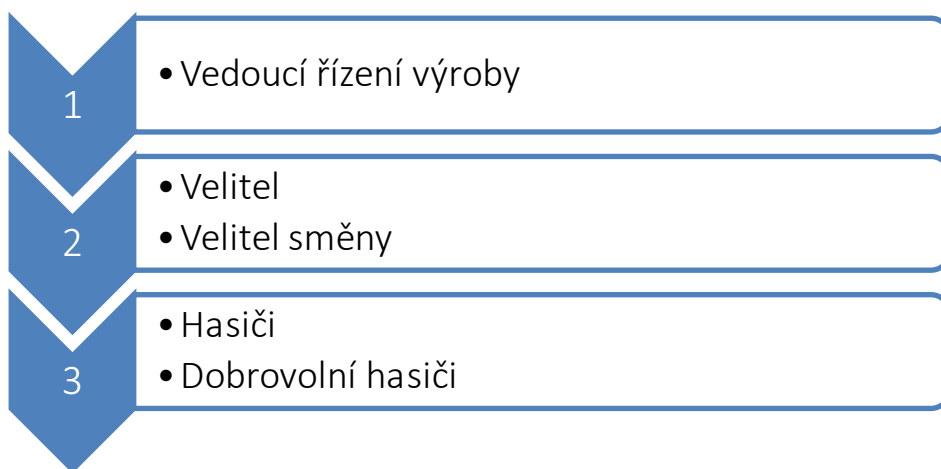 1
• Vedoucí řízení výroby
2
• Velitel
• Velitel směny
3
• Hasiči
• Dobrovolní hasiči